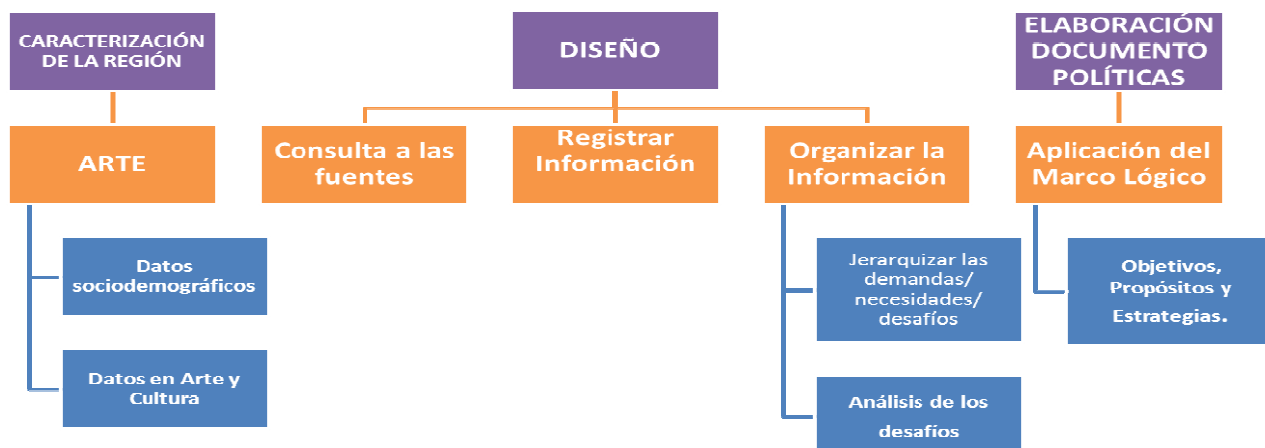 CARACTERIZACIÓN
DE LA REGIÓN
DISEÑO
ELABORACIÓN
DOCUMENTO
POLÍTICAS
ARTE
Consulta a las
fuentes
Registrar
Información
Organizar la
Información
Aplicación del
Marco Lógico
Datos
sociodemográficos
Datos en Arte y
Cultura
Jerarquizar las
demandas/
necesidades/
desafíos
Análisis de los
desafíos
Objetivos,
Propósitos y
Estrategias.